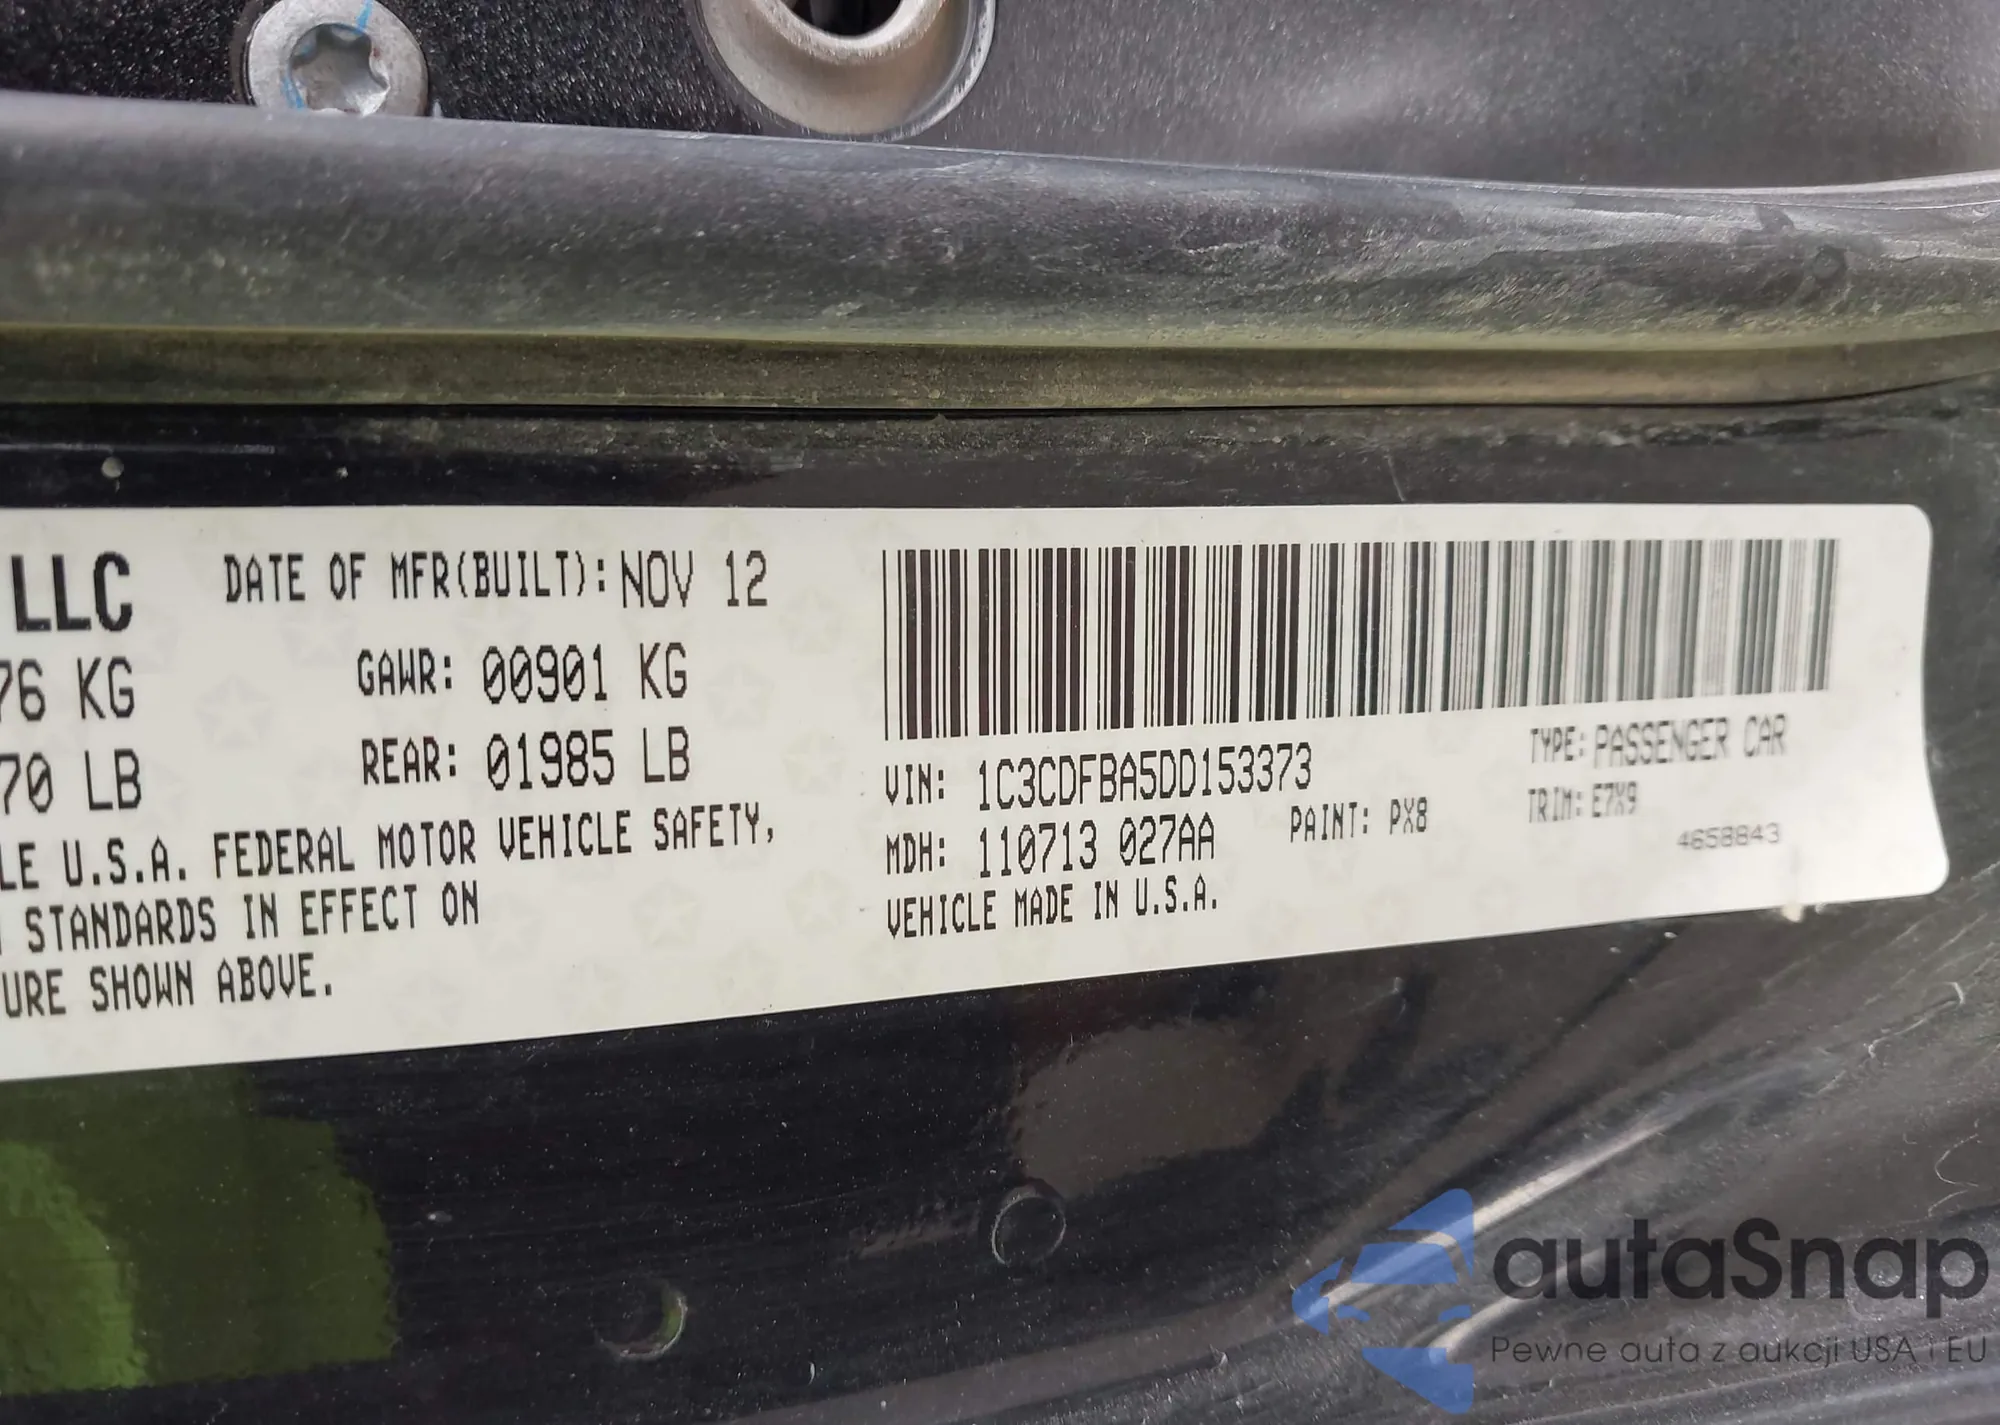 LLC DATE OF MFR(BUILT): NOV 12
76 KG GAWR: 00901 KG
70 LB REAR: 01985 LB
LE U.S.A. FEDERAL MOTOR VEHICLE SAFETY,
STANDARDS IN EFFECT ON
URE SHOWN ABOVE.
VIN: 1C3CDFBA5DD153373 TYPE: PASSENGER CAR
MDH: 110713 027AA PAINT: PX8 TRIM: E7X9
VEHICLE MADE IN U.S.A. 4658843
autaSnap
Pewne auta z aukcji USA i EU